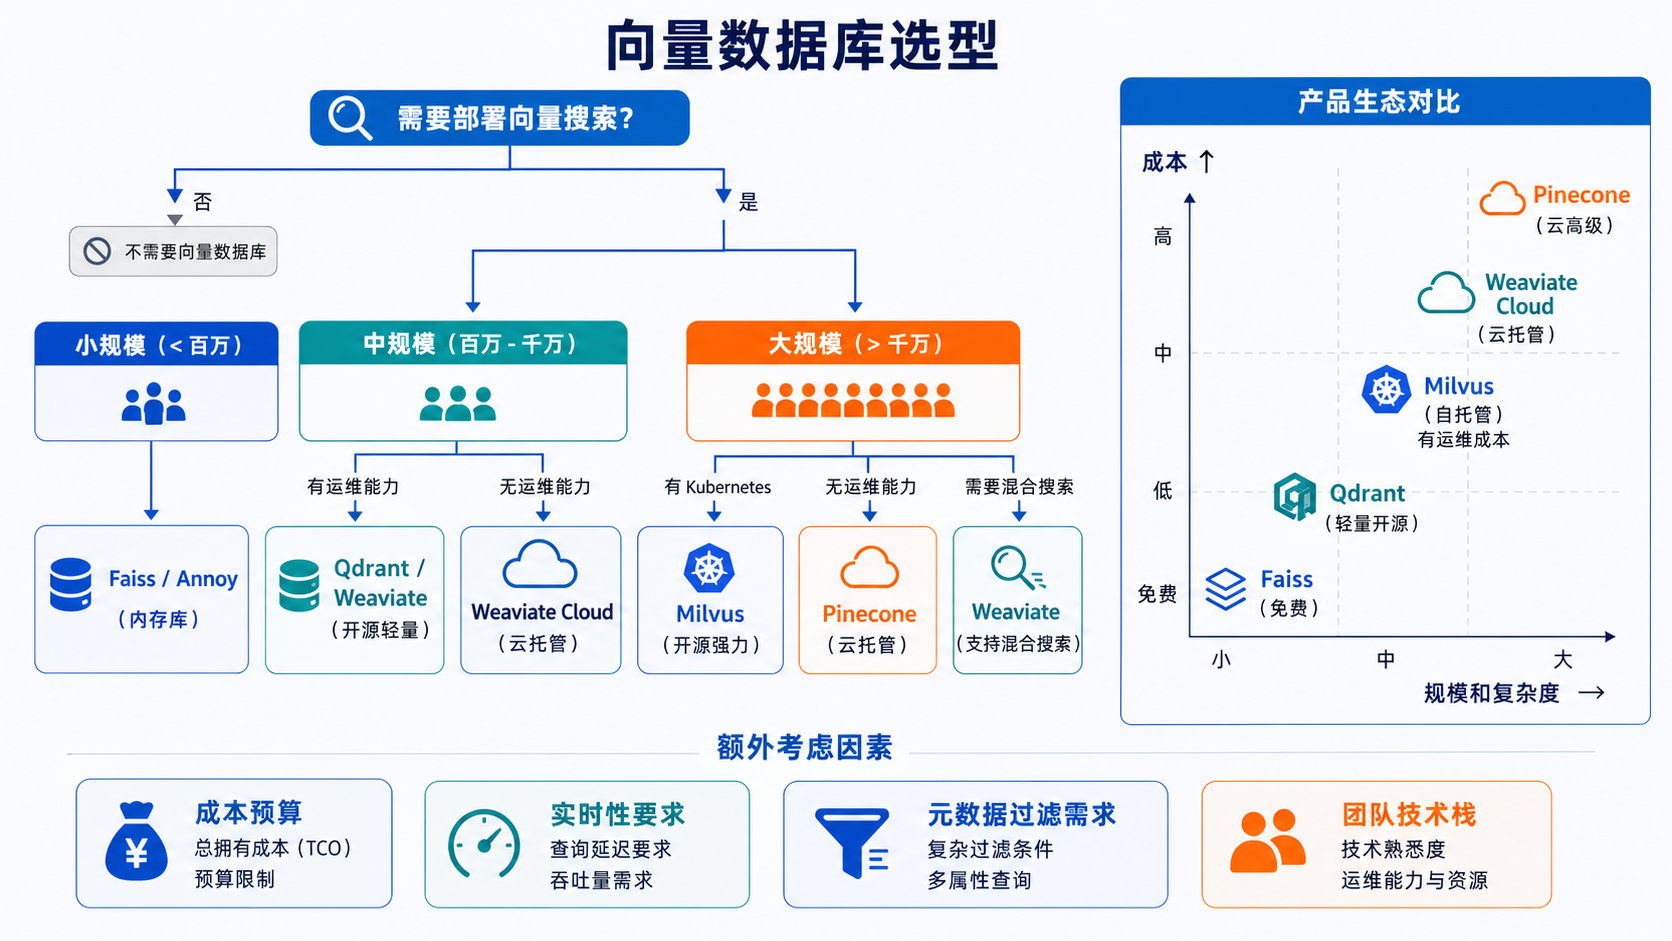 向量数据库选型
需要部署向量搜索?
否
是
不需要向量数据库
小规模（< 百万）
中规模（百万 - 千万）
大规模（> 千万）
有运维能力
无运维能力
有 Kubernetes
无运维能力
需要混合搜索
Faiss / Annoy
（内存库）
Qdrant /
Weaviate
（开源轻量）
Weaviate Cloud
（云托管）
Milvus
（开源强力）
Pinecone
（云托管）
Weaviate
（支持混合搜索）
产品生态对比
成本 ↑
高
中
低
免费
Pinecone
（云高级）
Weaviate
Cloud
（云托管）
Milvus
（自托管）
有运维成本
Qdrant
（轻量开源）
Faiss
（免费）
小
中
大
规模和复杂度 →
额外考虑因素
¥
成本预算
总拥有成本（TCO）
预算限制
实时性要求
查询延迟要求
吞吐量需求
元数据过滤需求
复杂过滤条件
多属性查询
团队技术栈
技术熟悉度
运维能力与资源